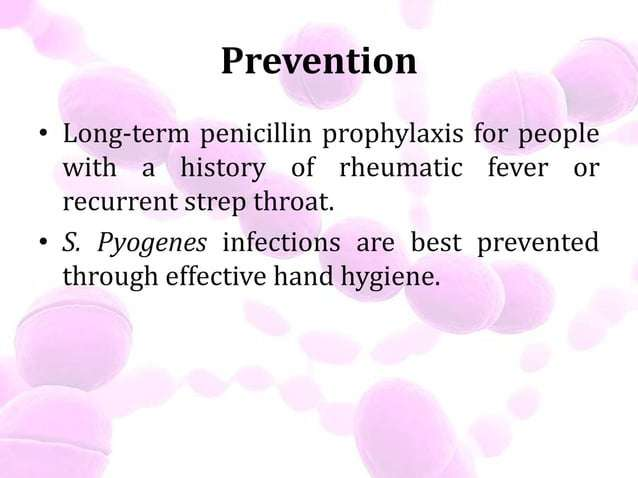 Prevention
• Long-term penicillin prophylaxis for people
with a history of rheumatic fever or
recurrent strep throat.
• S. Pyogenes infections are best prevented
through effective hand hygiene.